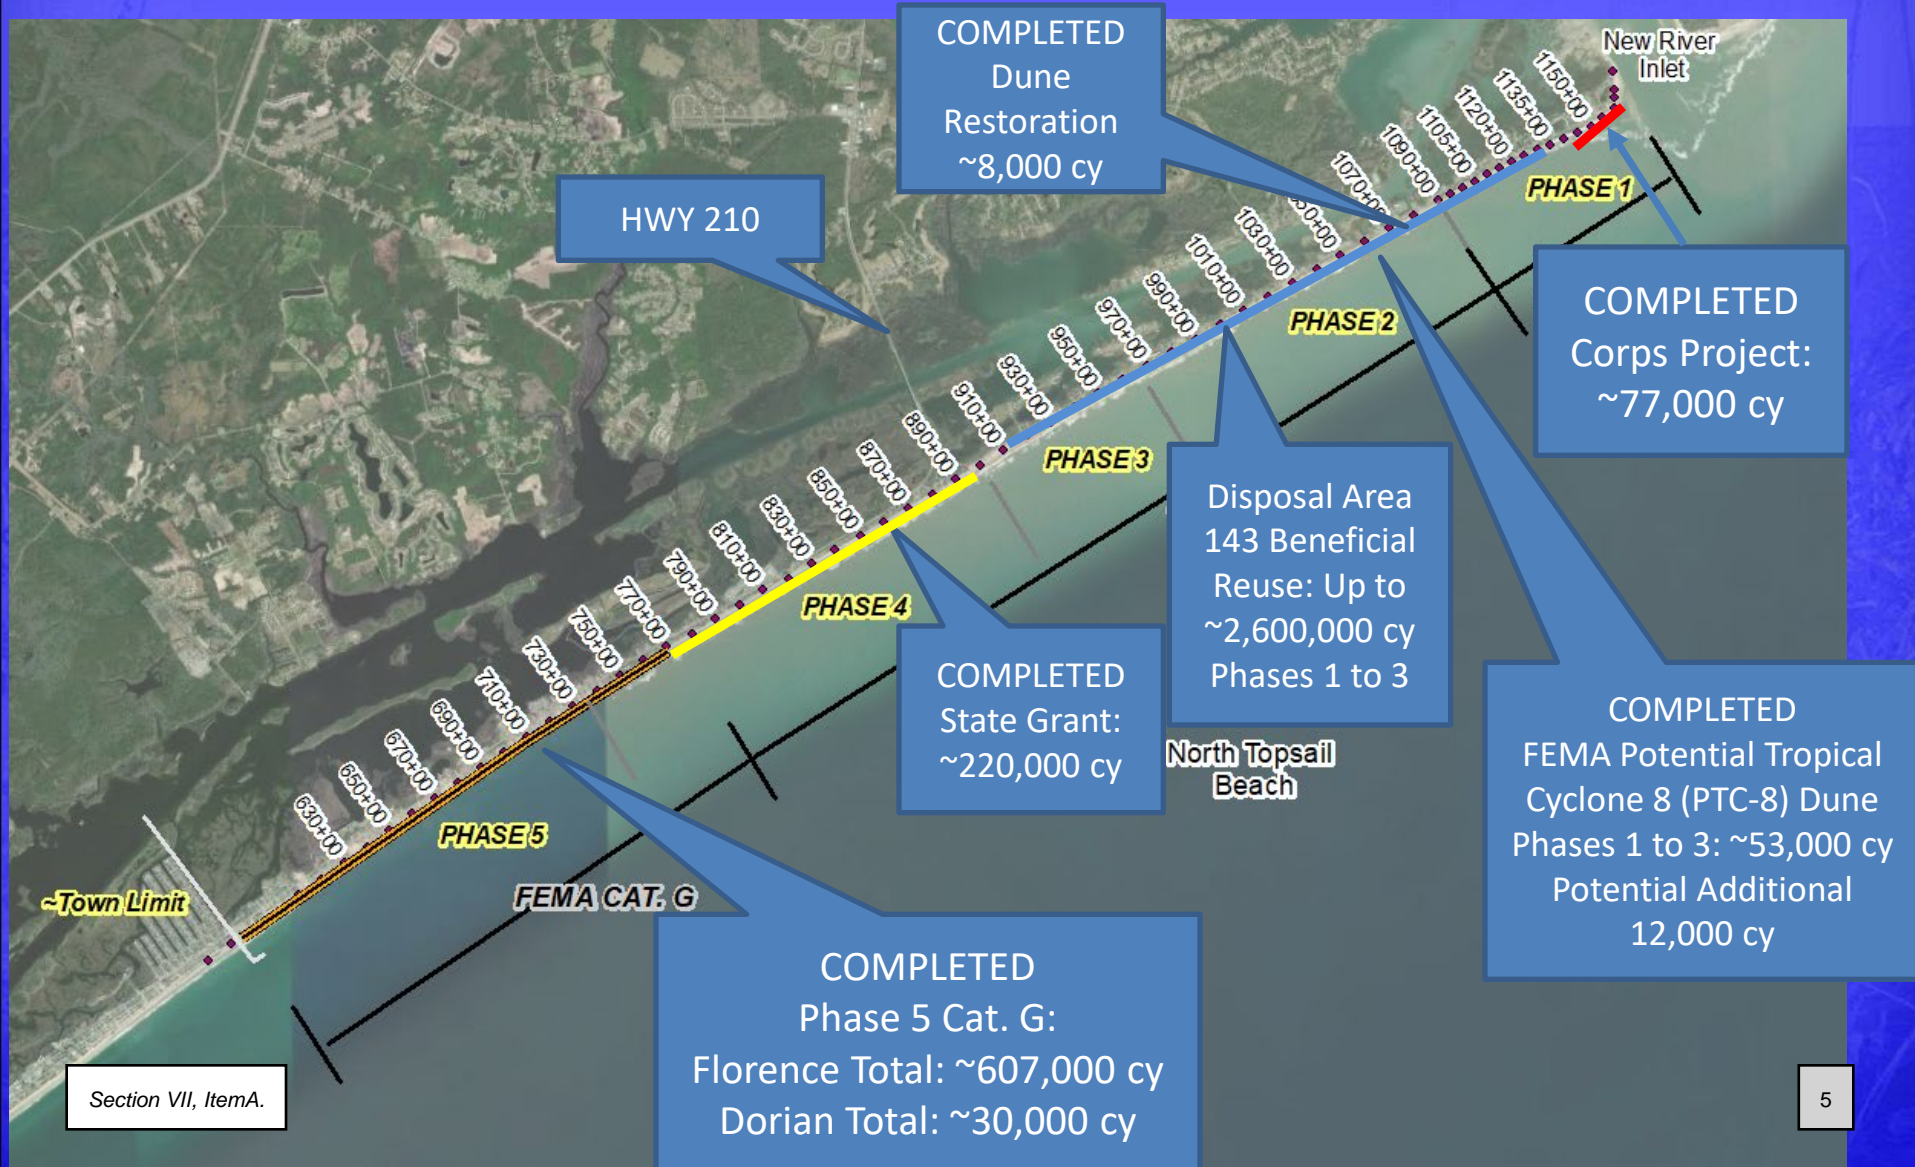 COMPLETED
Dune
Restoration
~8,000 cy
New River
Inlet
HWY 210
1150+00
1135+00
1120+00
1105+00
1090+00
1070+00
1030+00
1010+00
990+00
970+00
950+00
930+00
910+00
890+00
870+00
850+00
830+00
810+00
790+00
770+00
750+00
730+00
710+00
690+00
670+00
650+00
630+00
PHASE 1
PHASE 2
PHASE 3
PHASE 4
PHASE 5
COMPLETED
Corps Project:
~77,000 cy
Disposal Area
143 Beneficial
Reuse: Up to
~2,600,000 cy
Phases 1 to 3
COMPLETED
State Grant:
~220,000 cy
North Topsail
Beach
COMPLETED
FEMA Potential Tropical
Cyclone 8 (PTC-8) Dune
Phases 1 to 3: ~53,000 cy
Potential Additional
12,000 cy
~Town Limit
FEMA CAT. G
COMPLETED
Phase 5 Cat. G:
Florence Total: ~607,000 cy
Dorian Total: ~30,000 cy
Section VII, ItemA.
5